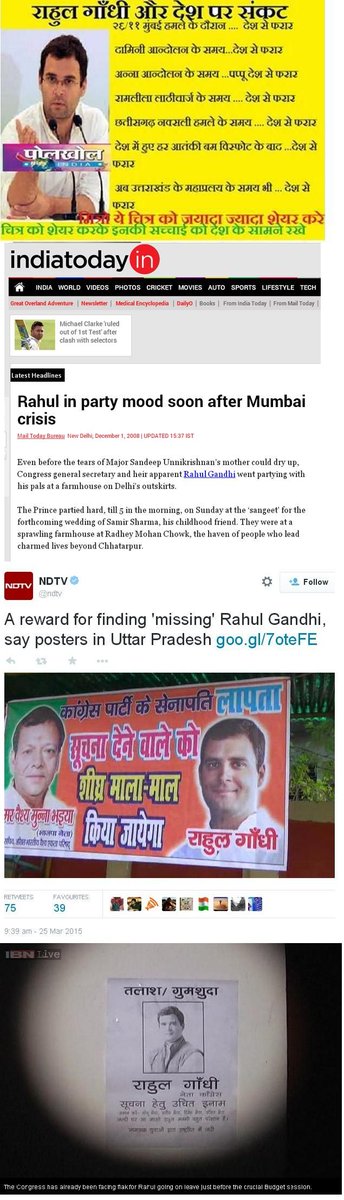 राहुल गाँधी और देश पर संकट
२६/११ मुंबई हमले के दौरान .... देश से फरार
दामिनी आन्दोलन के समय...देश से फरार
अन्ना आन्दोलन के समय ...पप्पू देश से फरार
रामलीला लाठीचार्ज के समय.... देश से फरार
छत्तीसगढ़ नक्सली हमले के समय .... देश से फरार
देश में हुए हर आतंकी बम विस्फोट के बाद ...देश से
फरार
अब उत्तराखंड के महाप्रलय के समय भी ... देश से
फरार
पोलखोल
INDIA
मित्रो ये चित्र को ज़यादा ज्यादा शेयर करे
चित्र को शेयर करके इनकी सच्चाई को देश के सामने रखे
indiatoday in
INDIA WORLD VIDEOS PHOTOS CRICKET MOVIES AUTO SPORTS LIFESTYLE TECH
Great Overland Adventure | Newsletter | Medical Encyclopedia | DailyO | Books | From India Today | From Mail Today |
Michael Clarke 'ruled
out of 1st Test' after
clash with selectors
Latest Headlines
Rahul in party mood soon after Mumbai
crisis
Mail Today Bureau New Delhi, December 1, 2008 | UPDATED 15:37 IST
Even before the tears of Major Sandeep Unnikrishnan's mother could dry up,
Congress general secretary and heir apparent Rahul Gandhi went partying with
his pals at a farmhouse on Delhi's outskirts.
The Prince partied hard, till 5 in the morning, on Sunday at the 'sangeet' for the
forthcoming wedding of Samir Sharma, his childhood friend. They were at a
sprawling farmhouse at Radhey Mohan Chowk, the haven of people who lead
charmed lives beyond Chhatarpur.
NDTV
NDTV
@ndtv
Follow
A reward for finding 'missing' Rahul Gandhi,
say posters in Uttar Pradesh goo.gl/7oteFE
कांग्रेस पार्टी के सेनापति लापता
सूचना देने वाले को
शीघ्र माला-माल
किया जायेगा
वैश्य मुन्ना भईया
(भाजपा नेता)
राहुल गाँधी
RETWEETS
75
FAVOURITES
39
9:39 am - 25 Mar 2015
IBN Live
तलाश/ गुमशुदा
राहुल गाँधी
नेता कांग्रेस
सूचना हेतु उचित इनाम
The Congress has already been facing flak for Rahul going on leave just before the crucial Budget session.